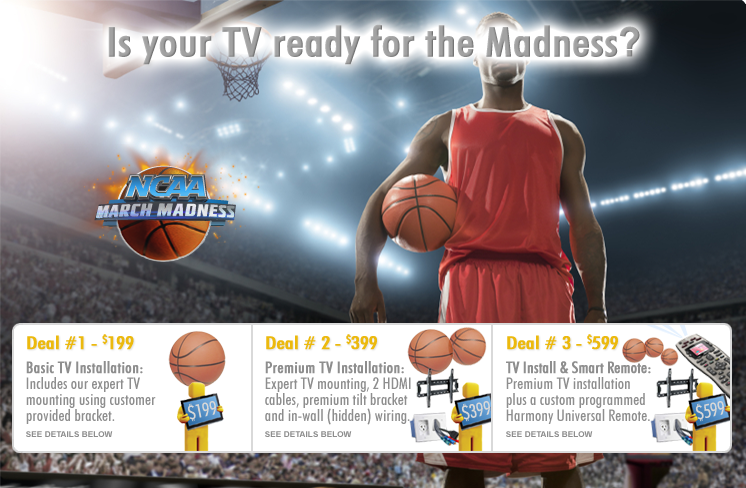 Is your TV ready for the Madness?
NCAA
MARCH MADNESS
Deal #1 - $199
Basic TV Installation:
Includes our expert TV
mounting using customer
provided bracket.
SEE DETAILS BELOW
$199
Deal # 2 - $399
Premium TV Installation:
Expert TV mounting, 2 HDMI
cables, premium tilt bracket
and in-wall (hidden) wiring.
SEE DETAILS BELOW
$399
Deal # 3 - $599
TV Install & Smart Remote:
Premium TV installation
plus a custom programmed
Harmony Universal Remote.
SEE DETAILS BELOW
$599